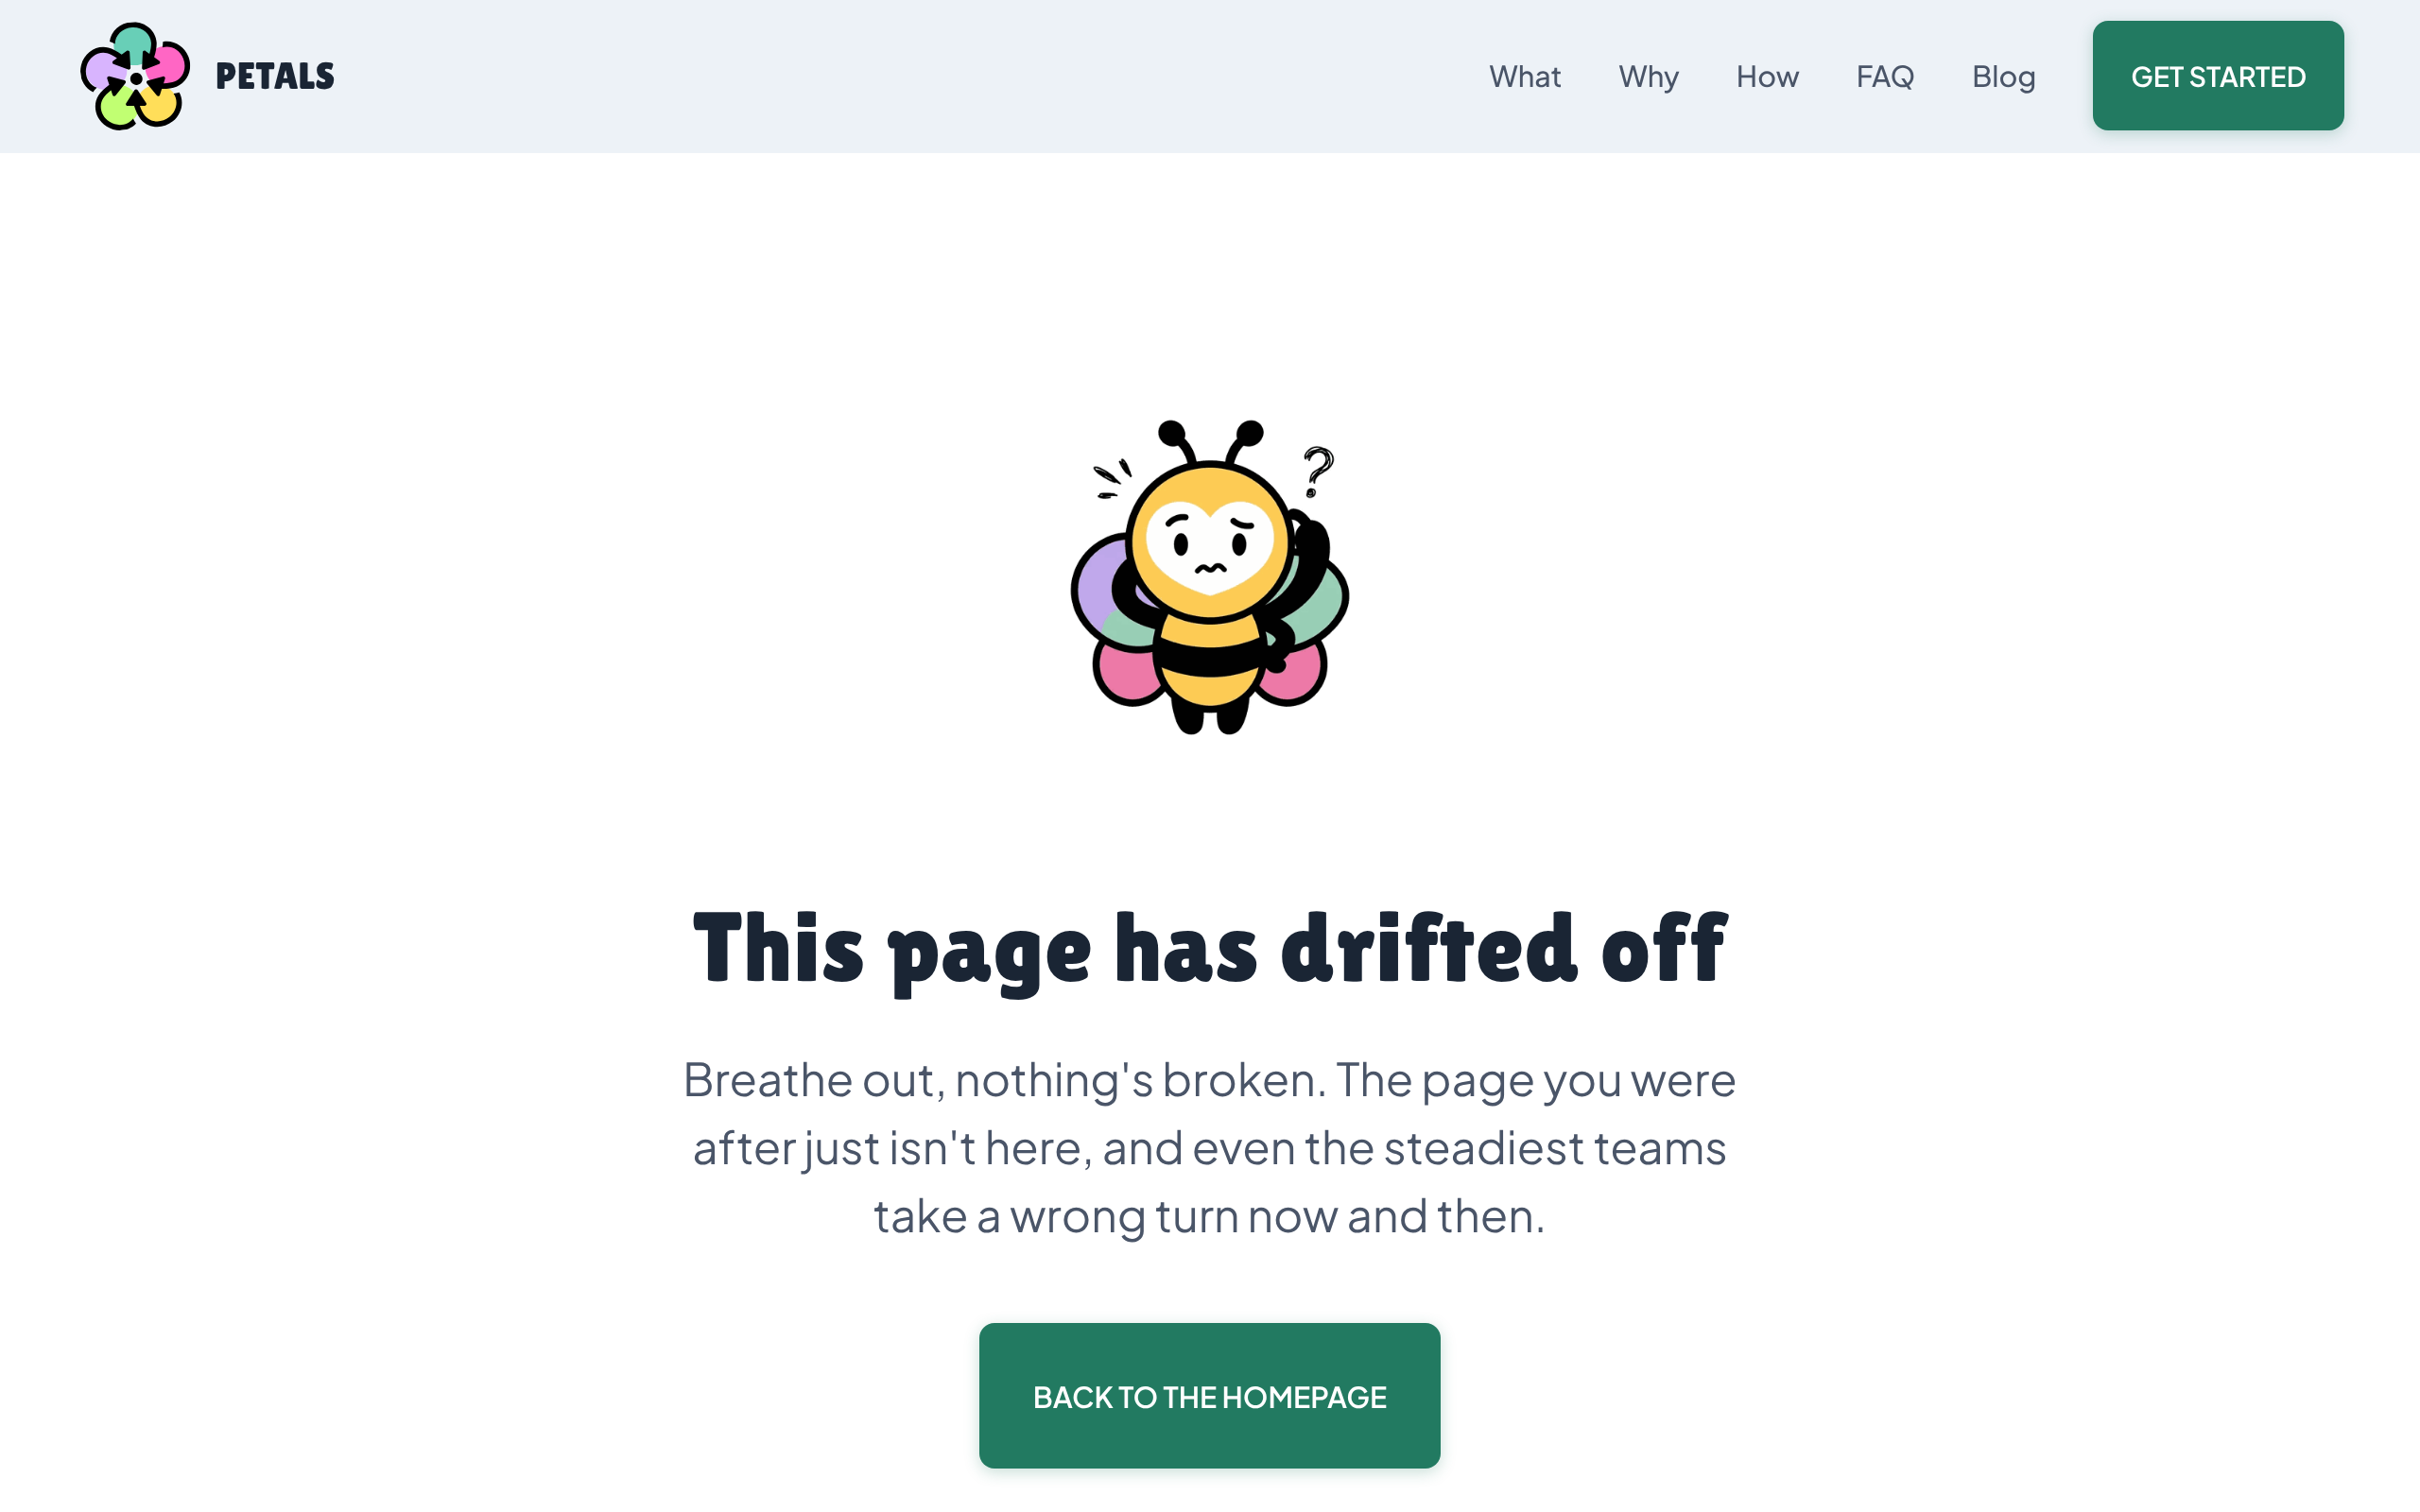 PETALS
What
Why
How
FAQ
Blog
GET STARTED
?
This page has drifted off
Breathe out, nothing's broken. The page you were
after just isn't here, and even the steadiest teams
take a wrong turn now and then.
BACK TO THE HOMEPAGE